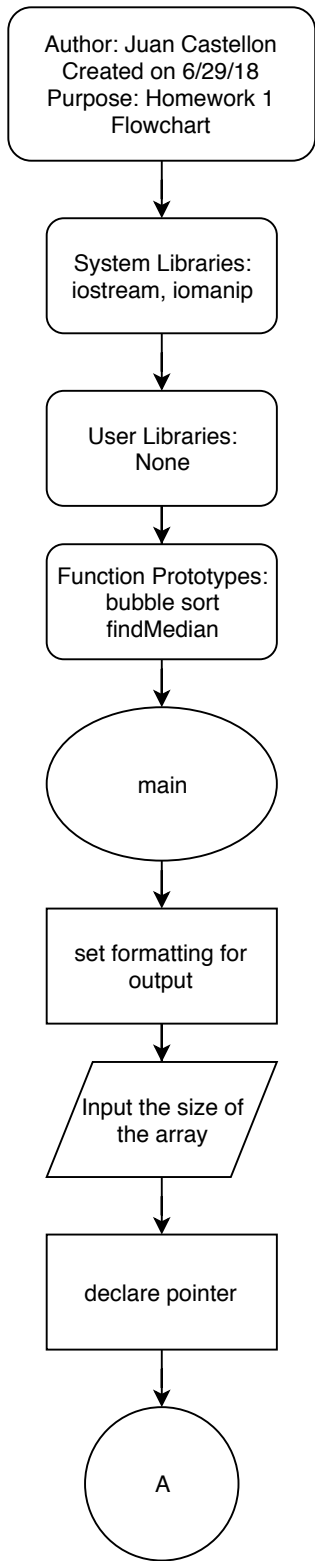 Author: Juan Castellon
Created on 6/29/18
Purpose: Homework 1
Flowchart
System Libraries:
iostream, iomanip
User Libraries:
None
Function Prototypes:
bubble sort
findMedian
main
set formatting for
output
Input the size of
the array
declare pointer
A